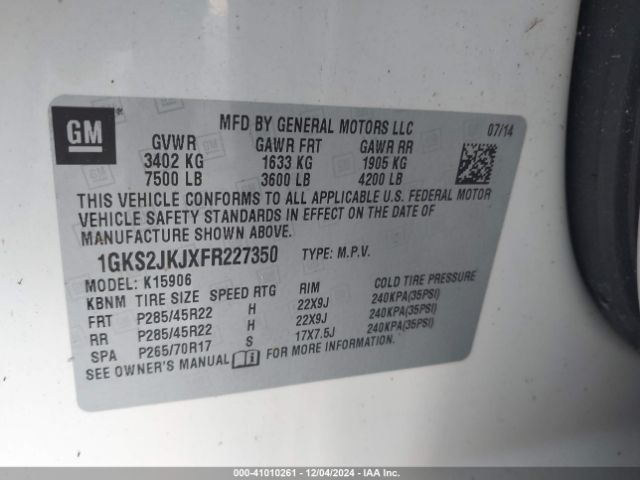 GM
MFD BY GENERAL MOTORS LLC 07/14
GVWR GAWR FRT GAWR RR
3402 KG 1633 KG 1905 KG
7500 LB 3600 LB 4200 LB
THIS VEHICLE CONFORMS TO ALL APPLICABLE U.S. FEDERAL MOTOR
VEHICLE SAFETY STANDARDS IN EFFECT ON THE DATE OF
MANUFACTURE SHOWN ABOVE.
1GKS2JKJXFR227350 TYPE: M.P.V.
MODEL: K15906
KBNM TIRE SIZE SPEED RTG RIM COLD TIRE PRESSURE
FRT P285/45R22 H 22X9J 240KPA(35PSI)
RR P285/45R22 H 22X9J 240KPA(35PSI)
SPA P265/70R17 S 17X7.5J 240KPA(35PSI)
SEE OWNER'S MANUAL FOR MORE INFORMATION.
000-41010261 - 12/04/2024 - IAA Inc.